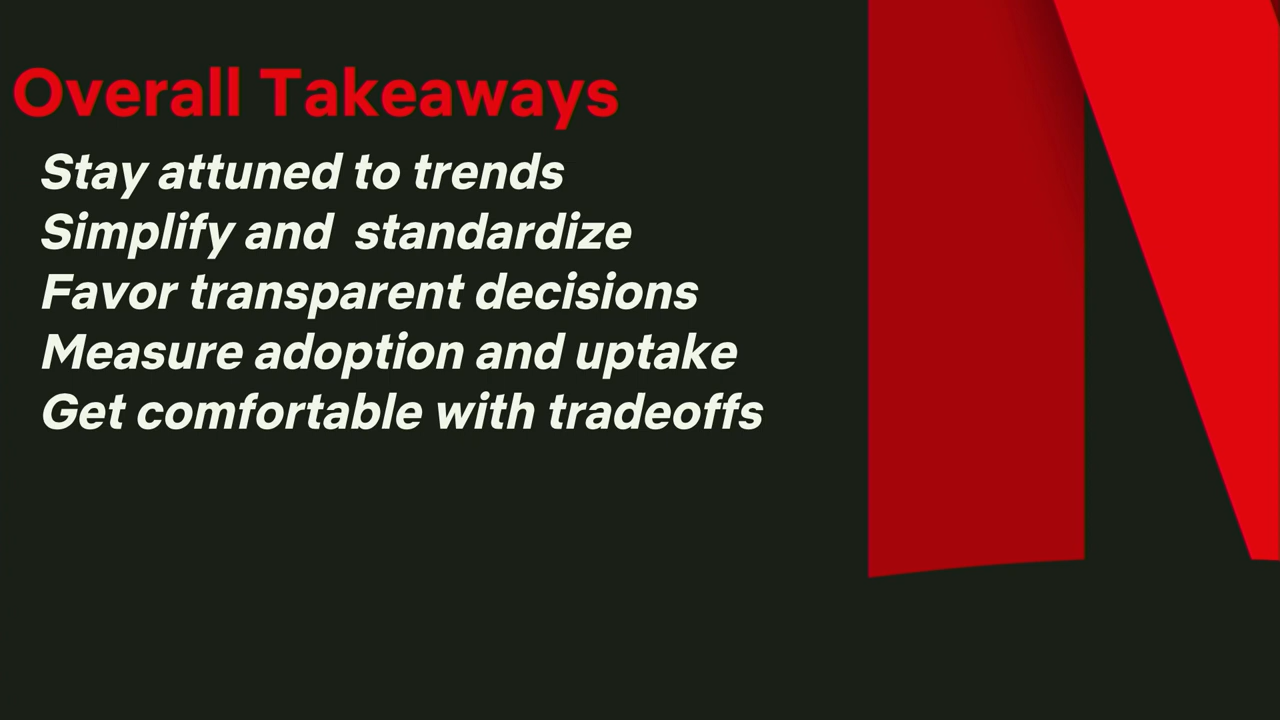 Overall Takeaways
Stay attuned to trends
Simplify and  standardize
Favor transparent decisions
Measure adoption and uptake
Get comfortable with tradeoffs